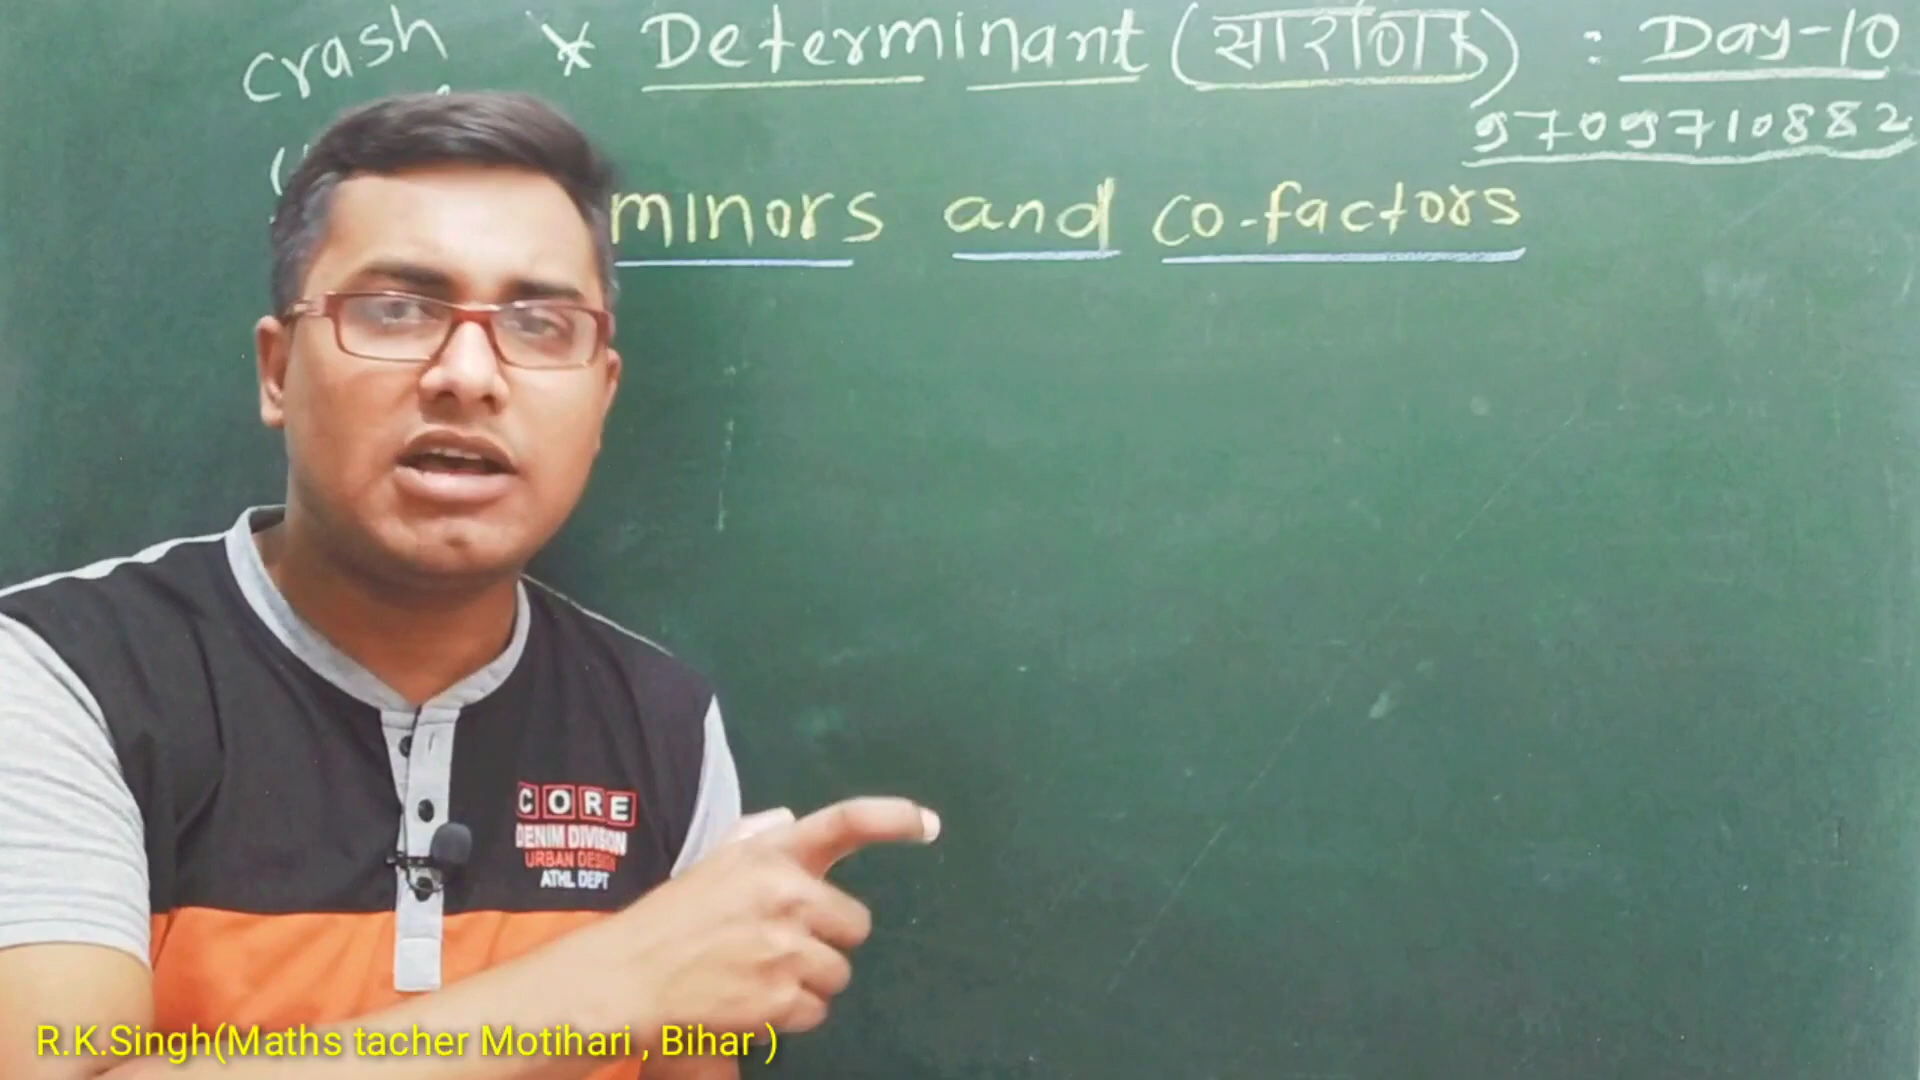 crash * Determinant (सारणिक) : Day-10
9709710882
minors and co-factors
CORE
DENIM DIVISION
URBAN DESIGN
ATHL DEPT
R.K.Singh(Maths tacher Motihari , Bihar )